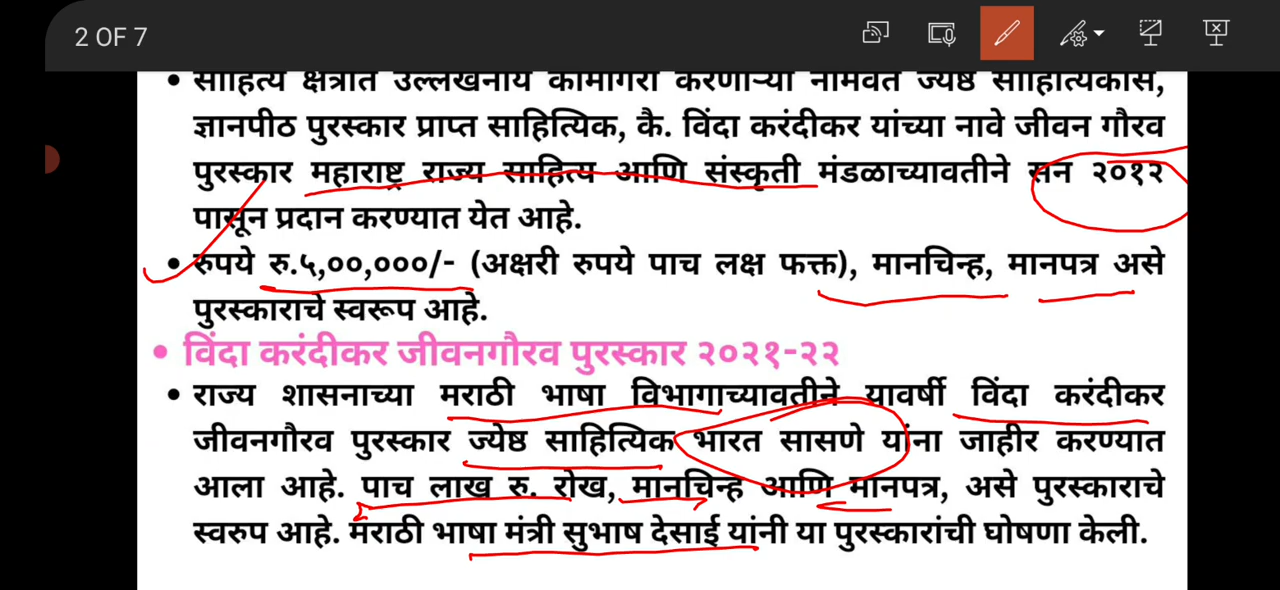 2 OF 7
• साहित्य क्षेत्रात उल्लेखनीय कामगिरी करणाऱ्या नामवंत ज्येष्ठ साहित्यिकास,
ज्ञानपीठ पुरस्कार प्राप्त साहित्यिक, कै. विंदा करंदीकर यांच्या नावे जीवन गौरव
पुरस्कार महाराष्ट्र राज्य साहित्य आणि संस्कृती मंडळाच्यावतीने सन २०१२
पासून प्रदान करण्यात येत आहे.
• रुपये रु.५,००,०००/- (अक्षरी रुपये पाच लक्ष फक्त), मानचिन्ह, मानपत्र असे
पुरस्काराचे स्वरूप आहे.
• विंदा करंदीकर जीवनगौरव पुरस्कार २०२१-२२
• राज्य शासनाच्या मराठी भाषा विभागाच्यावतीने यावर्षी विंदा करंदीकर
जीवनगौरव पुरस्कार ज्येष्ठ साहित्यिक भारत सासणे यांना जाहीर करण्यात
आला आहे. पाच लाख रु. रोख, मानचिन्ह आणि मानपत्र, असे पुरस्काराचे
स्वरुप आहे. मराठी भाषा मंत्री सुभाष देसाई यांनी या पुरस्कारांची घोषणा केली.